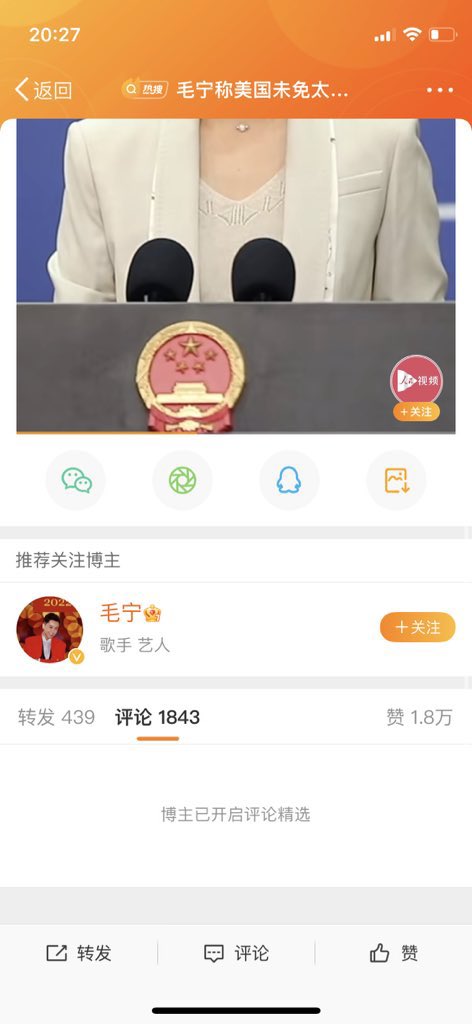 20:27
返回
热搜
毛宁称美国未免太...
视频
+关注
推荐关注博主
2022
毛宁
+关注
歌手 艺人
转发 439
评论 1843
赞 1.8万
博主已开启评论精选
转发
评论
赞